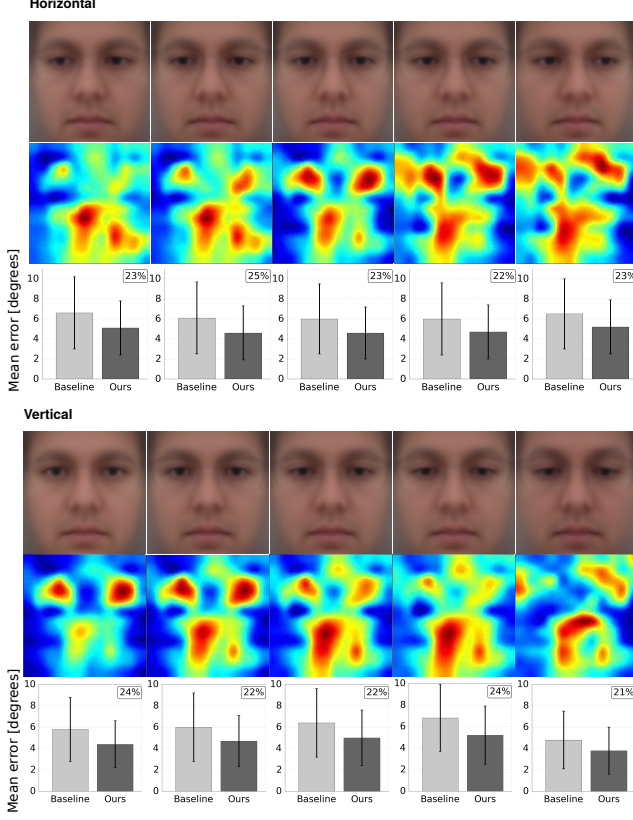 Horizontal
Mean error [degrees]
10 8 6 4 2 0 23% Baseline Ours
10 8 6 4 2 0 25% Baseline Ours
10 8 6 4 2 0 23% Baseline Ours
10 8 6 4 2 0 22% Baseline Ours
10 8 6 4 2 0 23% Baseline Ours
Vertical
Mean error [degrees]
10 8 6 4 2 0 24% Baseline Ours
10 8 6 4 2 0 22% Baseline Ours
10 8 6 4 2 0 22% Baseline Ours
10 8 6 4 2 0 24% Baseline Ours
10 8 6 4 2 0 21% Baseline Ours